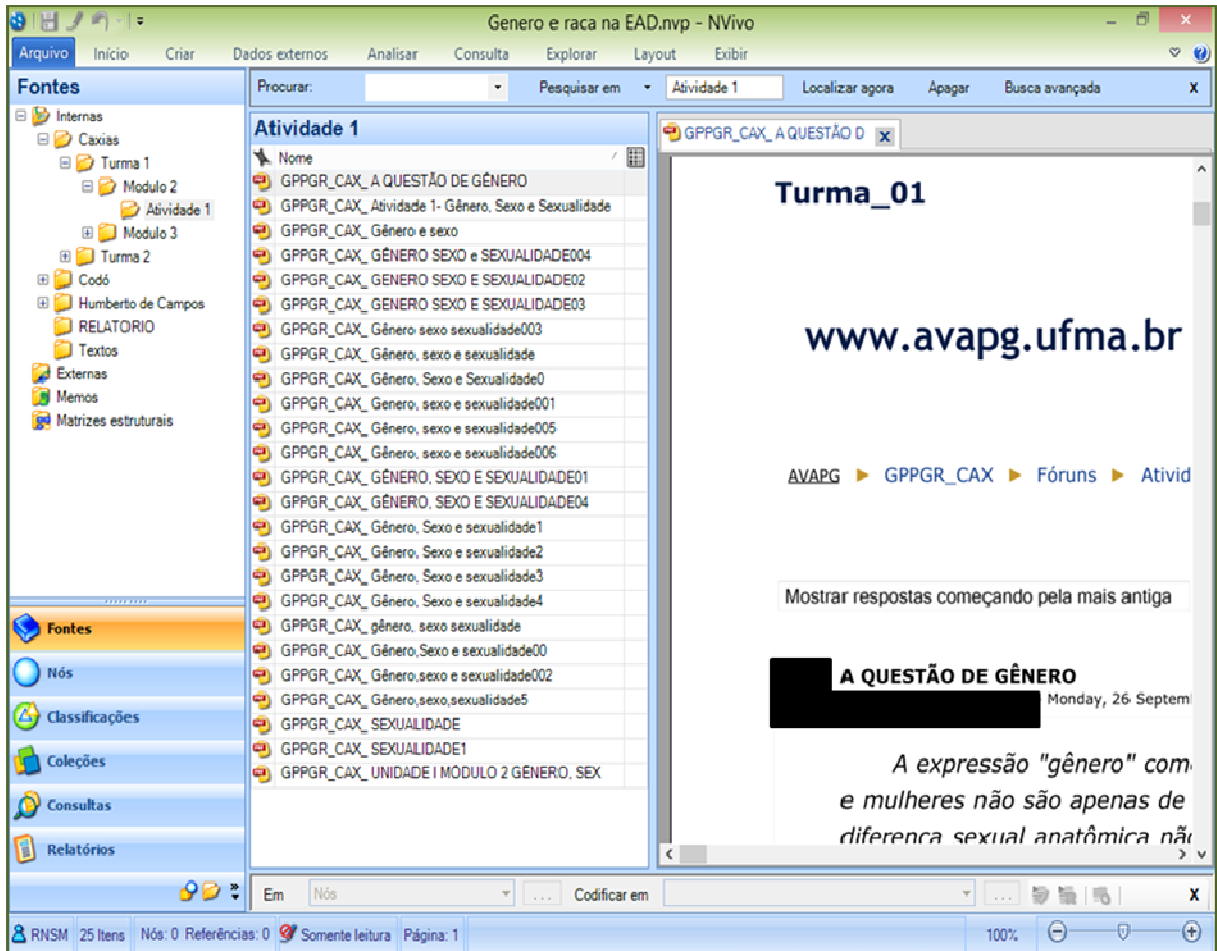 Genero e raca na EAD.nvp - NVivo
Arquivo Início Criar Dados externos Analisar Consulta Explorar Layout Exibir
Fontes
Procurar: Pesquisar em Atividade 1 Localizar agora Apagar Busca avançada x
Internas
Caxias
Turma 1
Modulo 2
Atividade 1
Modulo 3
Turma 2
Codó
Humberto de Campos
RELATORIO
Textos
Externas
Memos
Matrizes estruturais
Fontes
Nós
Classificações
Coleções
Consultas
Relatórios
Atividade 1
Nome
GPPGR_CAX_ A QUESTÃO DE GÊNERO
GPPGR_CAX_ Atividade 1- Gênero, Sexo e Sexualidade
GPPGR_CAX_ Gênero e sexo
GPPGR_CAX_ GÊNERO SEXO e SEXUALIDADE004
GPPGR_CAX_ GENERO SEXO E SEXUALIDADE02
GPPGR_CAX_ GENERO SEXO E SEXUALIDADE03
GPPGR_CAX_ Gênero sexo sexualidade003
GPPGR_CAX_ Gênero, sexo e sexualidade
GPPGR_CAX_ Gênero, Sexo e Sexualidade0
GPPGR_CAX_ Genero, sexo e sexualidade001
GPPGR_CAX_ Genero, sexo e sexualidade005
GPPGR_CAX_ Genero, sexo e sexualidade006
GPPGR_CAX_ GÊNERO, SEXO E SEXUALIDADE01
GPPGR_CAX_ GÊNERO, SEXO E SEXUALIDADE04
GPPGR_CAX_ Gênero, Sexo e sexualidade1
GPPGR_CAX_ Gênero, Sexo e sexualidade2
GPPGR_CAX_ Gênero, Sexo e sexualidade3
GPPGR_CAX_ Gênero, Sexo e sexualidade4
GPPGR_CAX_ gênero, sexo sexualidade
GPPGR_CAX_ Gênero,Sexo e sexualidade00
GPPGR_CAX_ Gênero,sexo e sexualidade002
GPPGR_CAX_ Gênero,sexo,sexualidade5
GPPGR_CAX_ SEXUALIDADE
GPPGR_CAX_ SEXUALIDADE1
GPPGR_CAX_ UNIDADE I MÓDULO 2 GÊNERO, SEX
GPPGR_CAX_ A QUESTÃO D x
Turma_01
www.avapg.ufma.br
AVAPG ► GPPGR_CAX ► Fóruns ► Ativid
Mostrar respostas começando pela mais antiga
A QUESTÃO DE GÊNERO
Monday, 26 Septem
A expressão "gênero" com
e mulheres não são apenas de
diferença sexual anatômica nã
Em Nós ... Codificar em ... x
RNSM 25 Itens Nós: 0 Referências: 0 Somente leitura Página: 1 100%